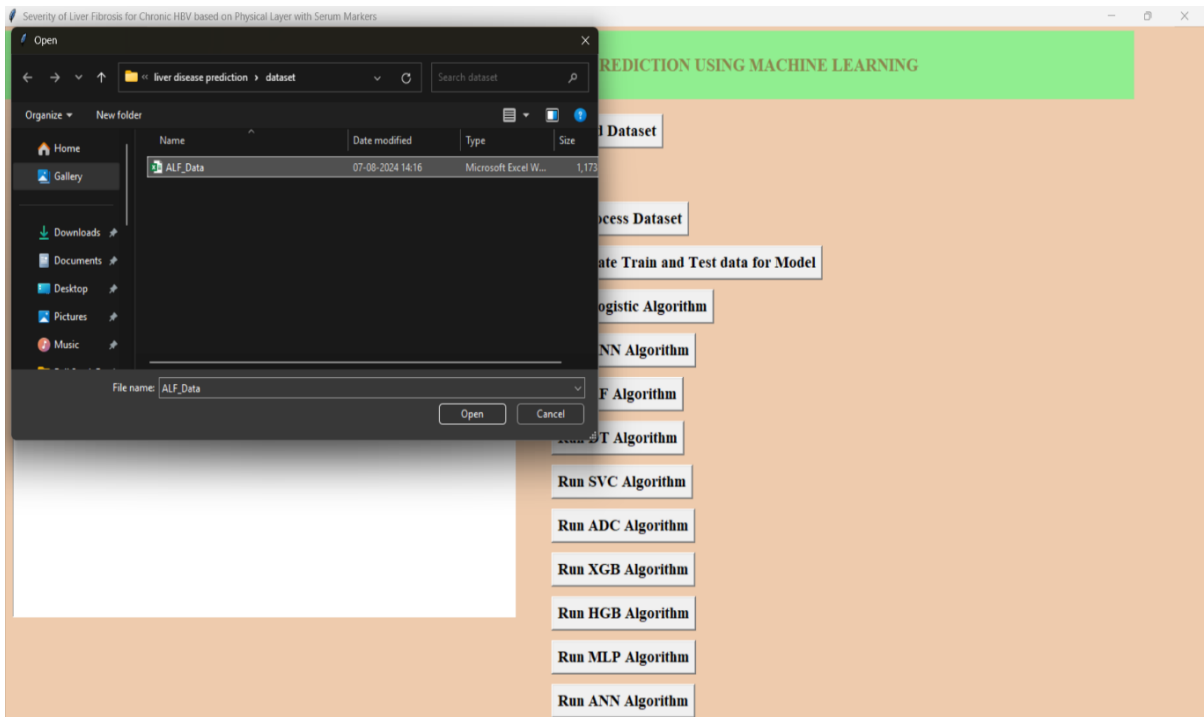 Severity of Liver Fibrosis for Chronic HBV based on Physical Layer with Serum Markers
Open
REDICTION USING MACHINE LEARNING
liver disease prediction dataset
Search dataset
Organize New folder
Name Date modified Type Size
ALF_Data 07-08-2024 14:16 Microsoft Excel W... 1,173
Home
Gallery
Downloads
Documents
Desktop
Pictures
Music
File name: ALF_Data
Open Cancel
Dataset
ocess Dataset
ate Train and Test data for Model
ogistic Algorithm
NN Algorithm
F Algorithm
DT Algorithm
Run SVC Algorithm
Run ADC Algorithm
Run XGB Algorithm
Run HGB Algorithm
Run MLP Algorithm
Run ANN Algorithm